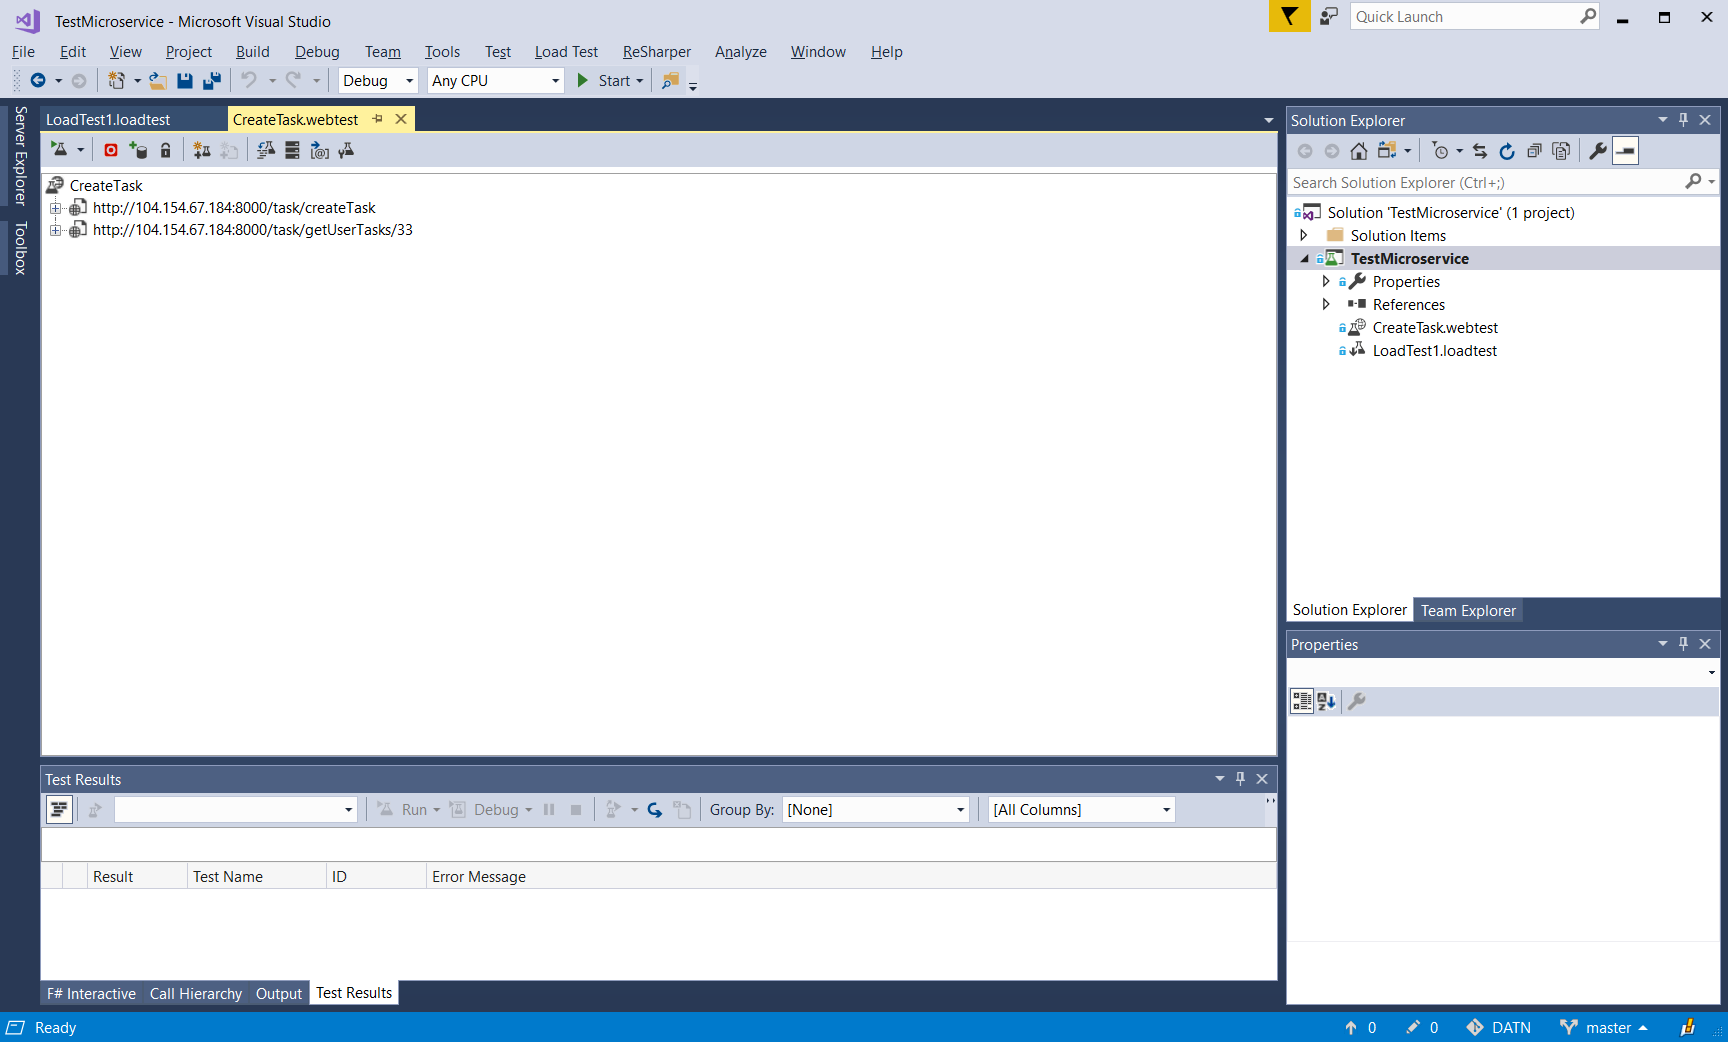 TestMicroservice - Microsoft Visual Studio
Quick Launch
File Edit View Project Build Debug Team Tools Test Load Test ReSharper Analyze Window Help
Debug Any CPU Start
Server Explorer
Toolbox
LoadTest1.loadtest CreateTask.webtest
CreateTask
http://104.154.67.184:8000/task/createTask
http://104.154.67.184:8000/task/getUserTasks/33
Solution Explorer
Search Solution Explorer (Ctrl+;)
Solution 'TestMicroservice' (1 project)
Solution Items
TestMicroservice
Properties
References
CreateTask.webtest
LoadTest1.loadtest
Solution Explorer Team Explorer
Properties
Test Results
Run Debug Group By: [None] [All Columns]
Result Test Name ID Error Message
F# Interactive Call Hierarchy Output Test Results
Ready 0 0 DATN master